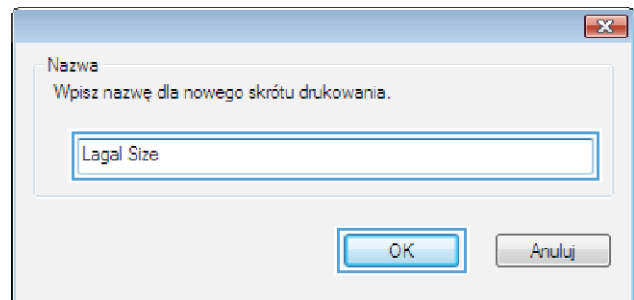 Nazwa
Wpisz nazwę dla nowego skrótu drukowania.
Lagal Size
OK Anuluj